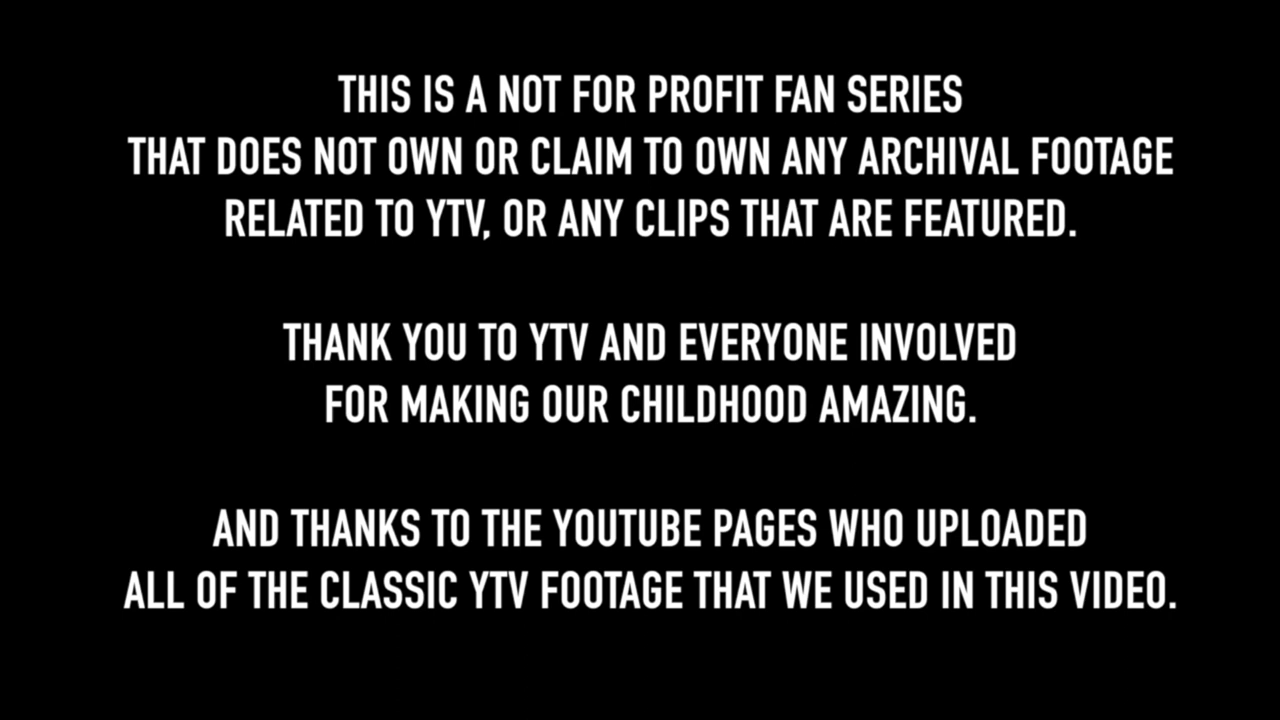 THIS IS A NOT FOR PROFIT FAN SERIES
THAT DOES NOT OWN OR CLAIM TO OWN ANY ARCHIVAL FOOTAGE
RELATED TO YTV, OR ANY CLIPS THAT ARE FEATURED.
THANK YOU TO YTV AND EVERYONE INVOLVED
FOR MAKING OUR CHILDHOOD AMAZING.
AND THANKS TO THE YOUTUBE PAGES WHO UPLOADED
ALL OF THE CLASSIC YTV FOOTAGE THAT WE USED IN THIS VIDEO.